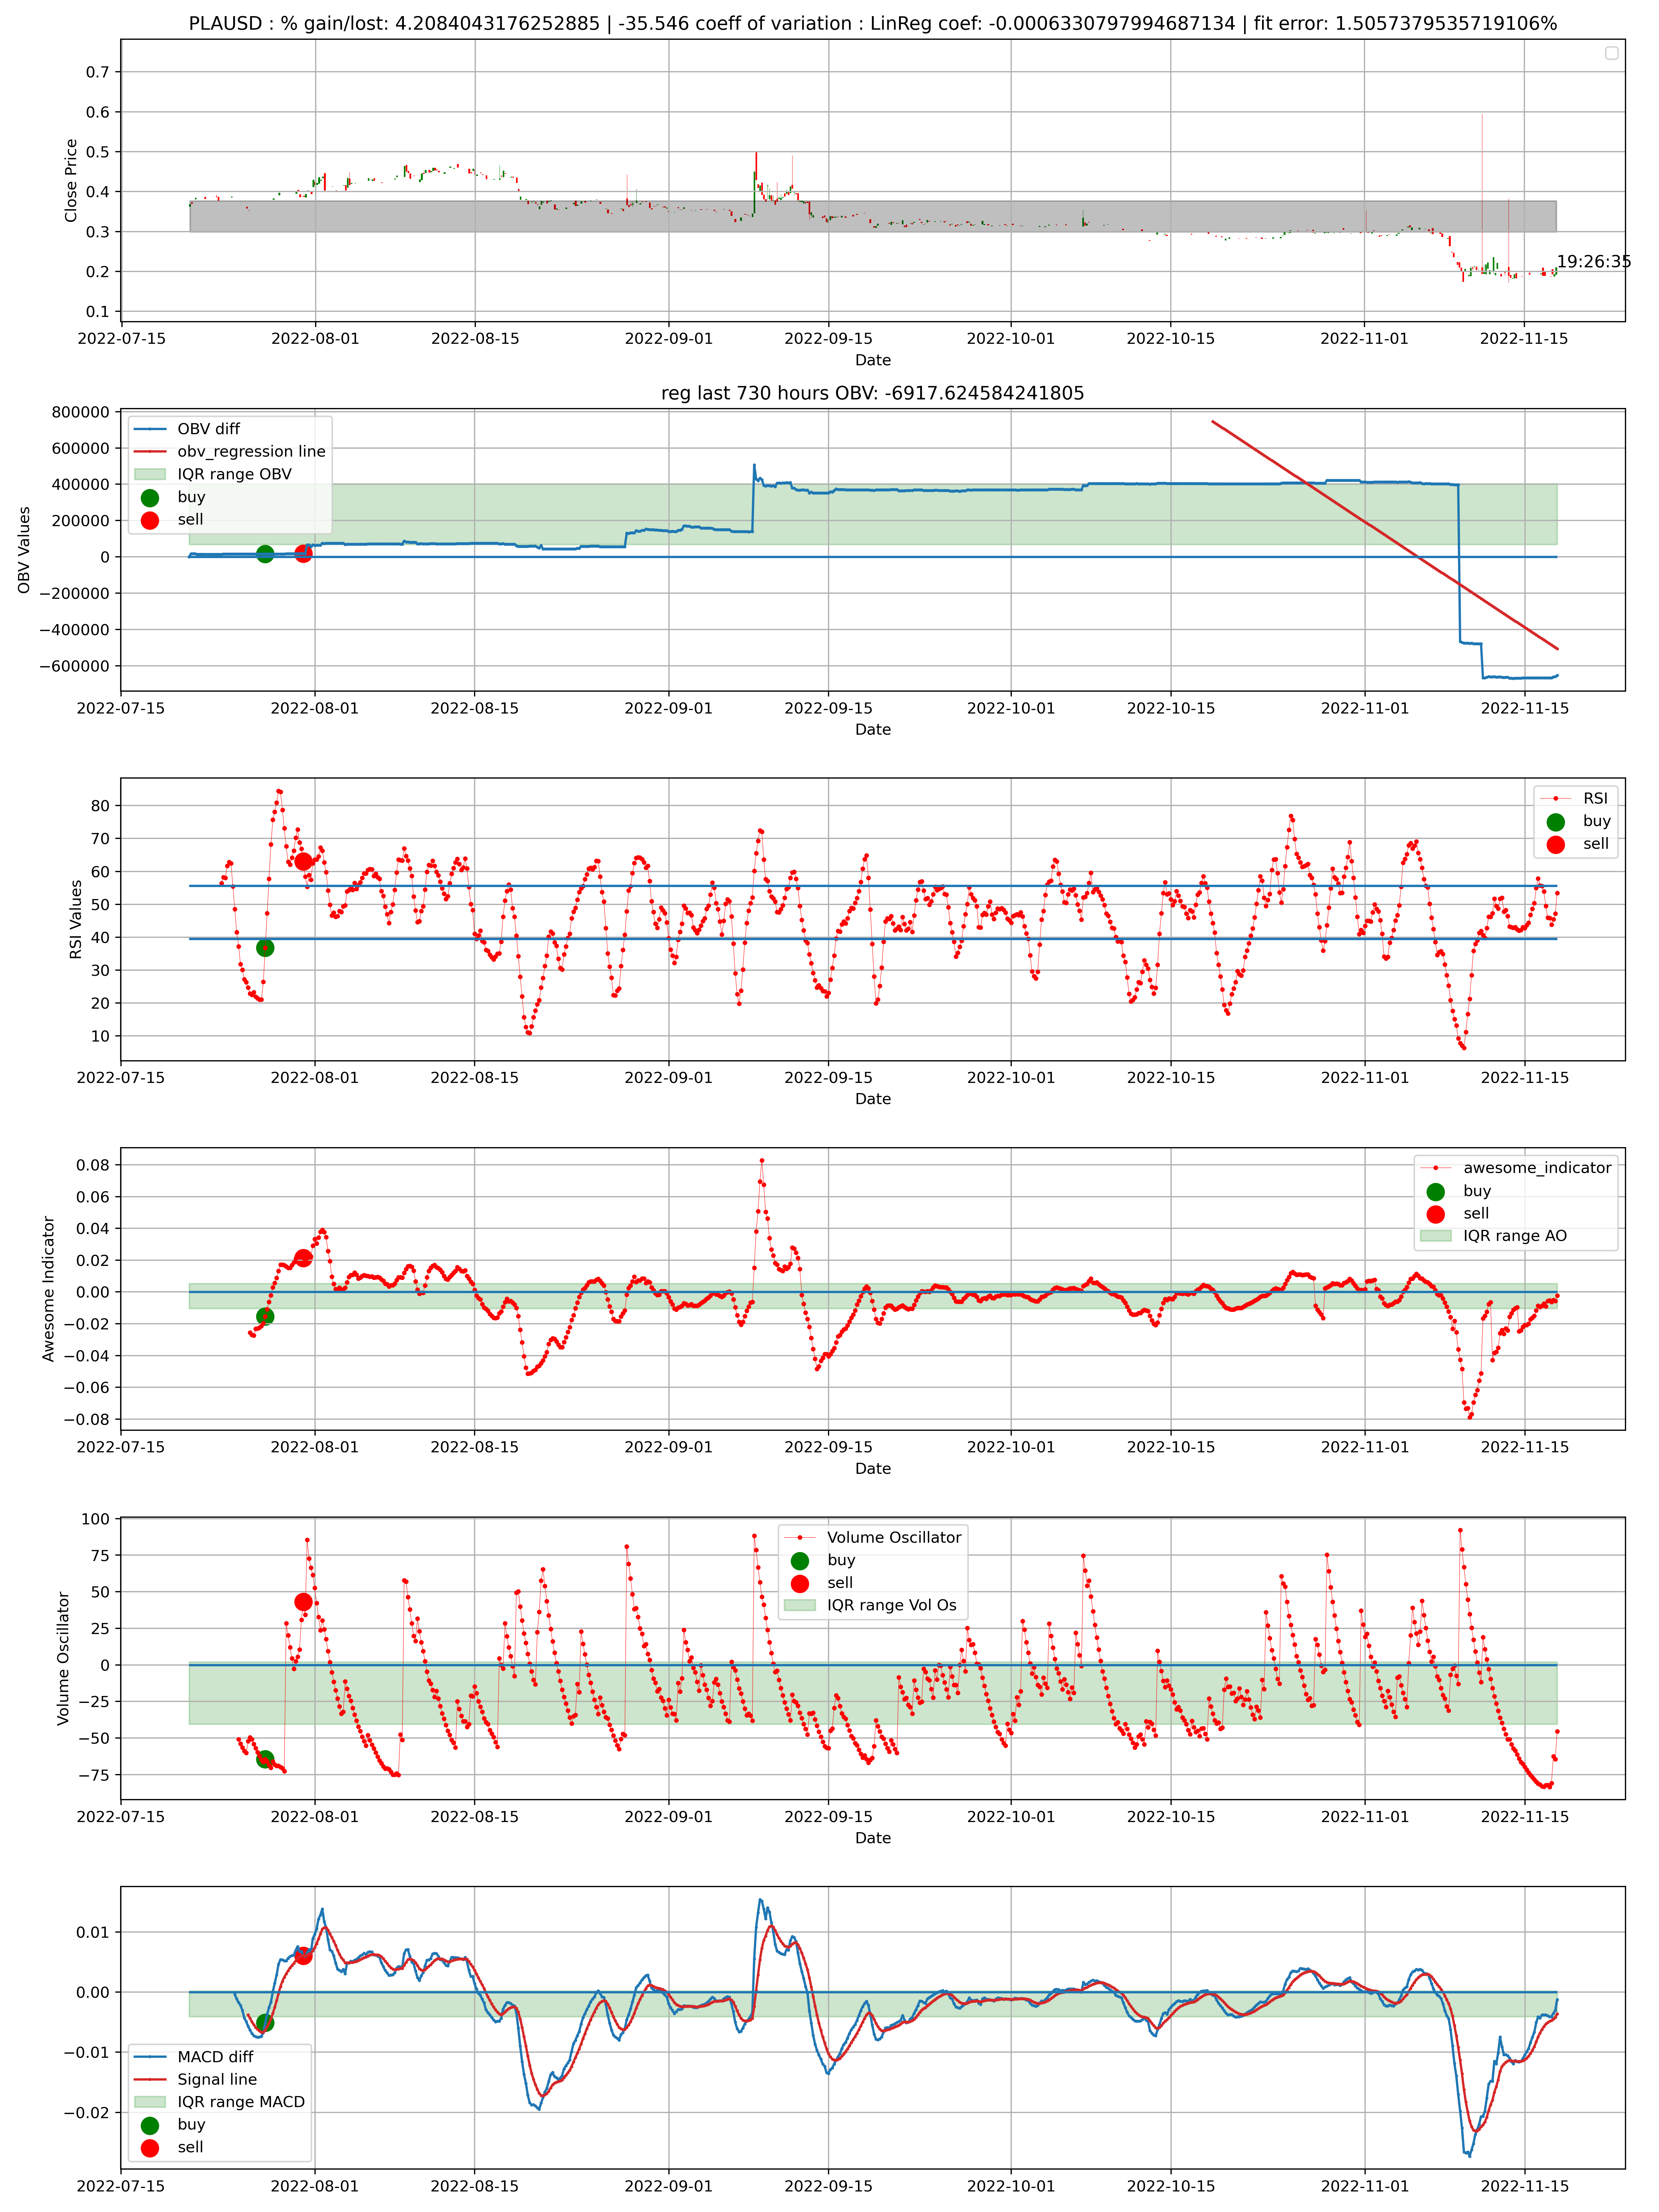 PLAUSD : % gain/lost: 4.2084043176252885 | -35.546 coeff of variation : LinReg coef: -0.0006330797994687134 | fit error: 1.5057379535719106%
0.7
0.6
0.5
0.4
0.3
0.2
0.1
Close Price
19:26:35
2022-07-15 2022-08-01 2022-08-15 2022-09-01 2022-09-15 2022-10-01 2022-10-15 2022-11-01 2022-11-15
Date
reg last 730 hours OBV: -6917.624584241805
800000
600000
400000
200000
0
−200000
−400000
−600000
OBV Values
OBV diff
obv_regression line
IQR range OBV
buy
sell
2022-07-15 2022-08-01 2022-08-15 2022-09-01 2022-09-15 2022-10-01 2022-10-15 2022-11-01 2022-11-15
Date
80
70
60
50
40
30
20
10
RSI Values
RSI
buy
sell
2022-07-15 2022-08-01 2022-08-15 2022-09-01 2022-09-15 2022-10-01 2022-10-15 2022-11-01 2022-11-15
Date
0.08
0.06
0.04
0.02
0.00
−0.02
−0.04
−0.06
−0.08
Awesome Indicator
awesome_indicator
buy
sell
IQR range AO
2022-07-15 2022-08-01 2022-08-15 2022-09-01 2022-09-15 2022-10-01 2022-10-15 2022-11-01 2022-11-15
Date
100
75
50
25
0
−25
−50
−75
Volume Oscillator
Volume Oscillator
buy
sell
IQR range Vol Os
2022-07-15 2022-08-01 2022-08-15 2022-09-01 2022-09-15 2022-10-01 2022-10-15 2022-11-01 2022-11-15
Date
0.01
0.00
−0.01
−0.02
MACD diff
Signal line
IQR range MACD
buy
sell
2022-07-15 2022-08-01 2022-08-15 2022-09-01 2022-09-15 2022-10-01 2022-10-15 2022-11-01 2022-11-15